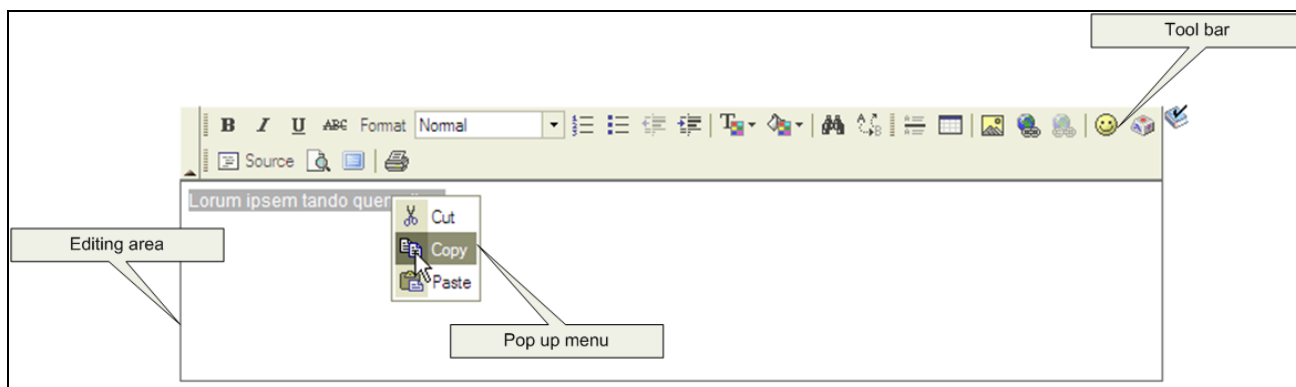 Tool bar
B I U ABC Format Normal
Source
Lorum ipsem tando quer
Cut
Editing area
Copy
Paste
Pop up menu